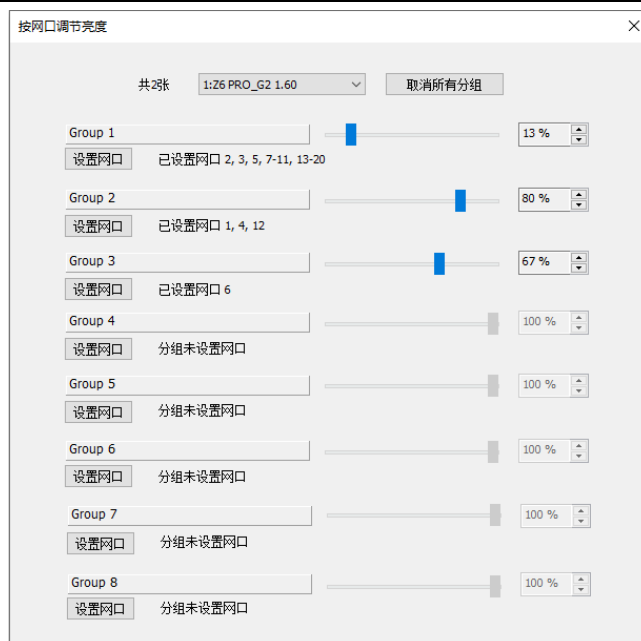 按网口调节亮度
共2张 1:Z6 PRO_G2 1.60 取消所有分组
Group 1 13 %
设置网口 已设置网口 2, 3, 5, 7-11, 13-20
Group 2 80 %
设置网口 已设置网口 1, 4, 12
Group 3 67 %
设置网口 已设置网口 6
Group 4 100 %
设置网口 分组未设置网口
Group 5 100 %
设置网口 分组未设置网口
Group 6 100 %
设置网口 分组未设置网口
Group 7 100 %
设置网口 分组未设置网口
Group 8 100 %
设置网口 分组未设置网口